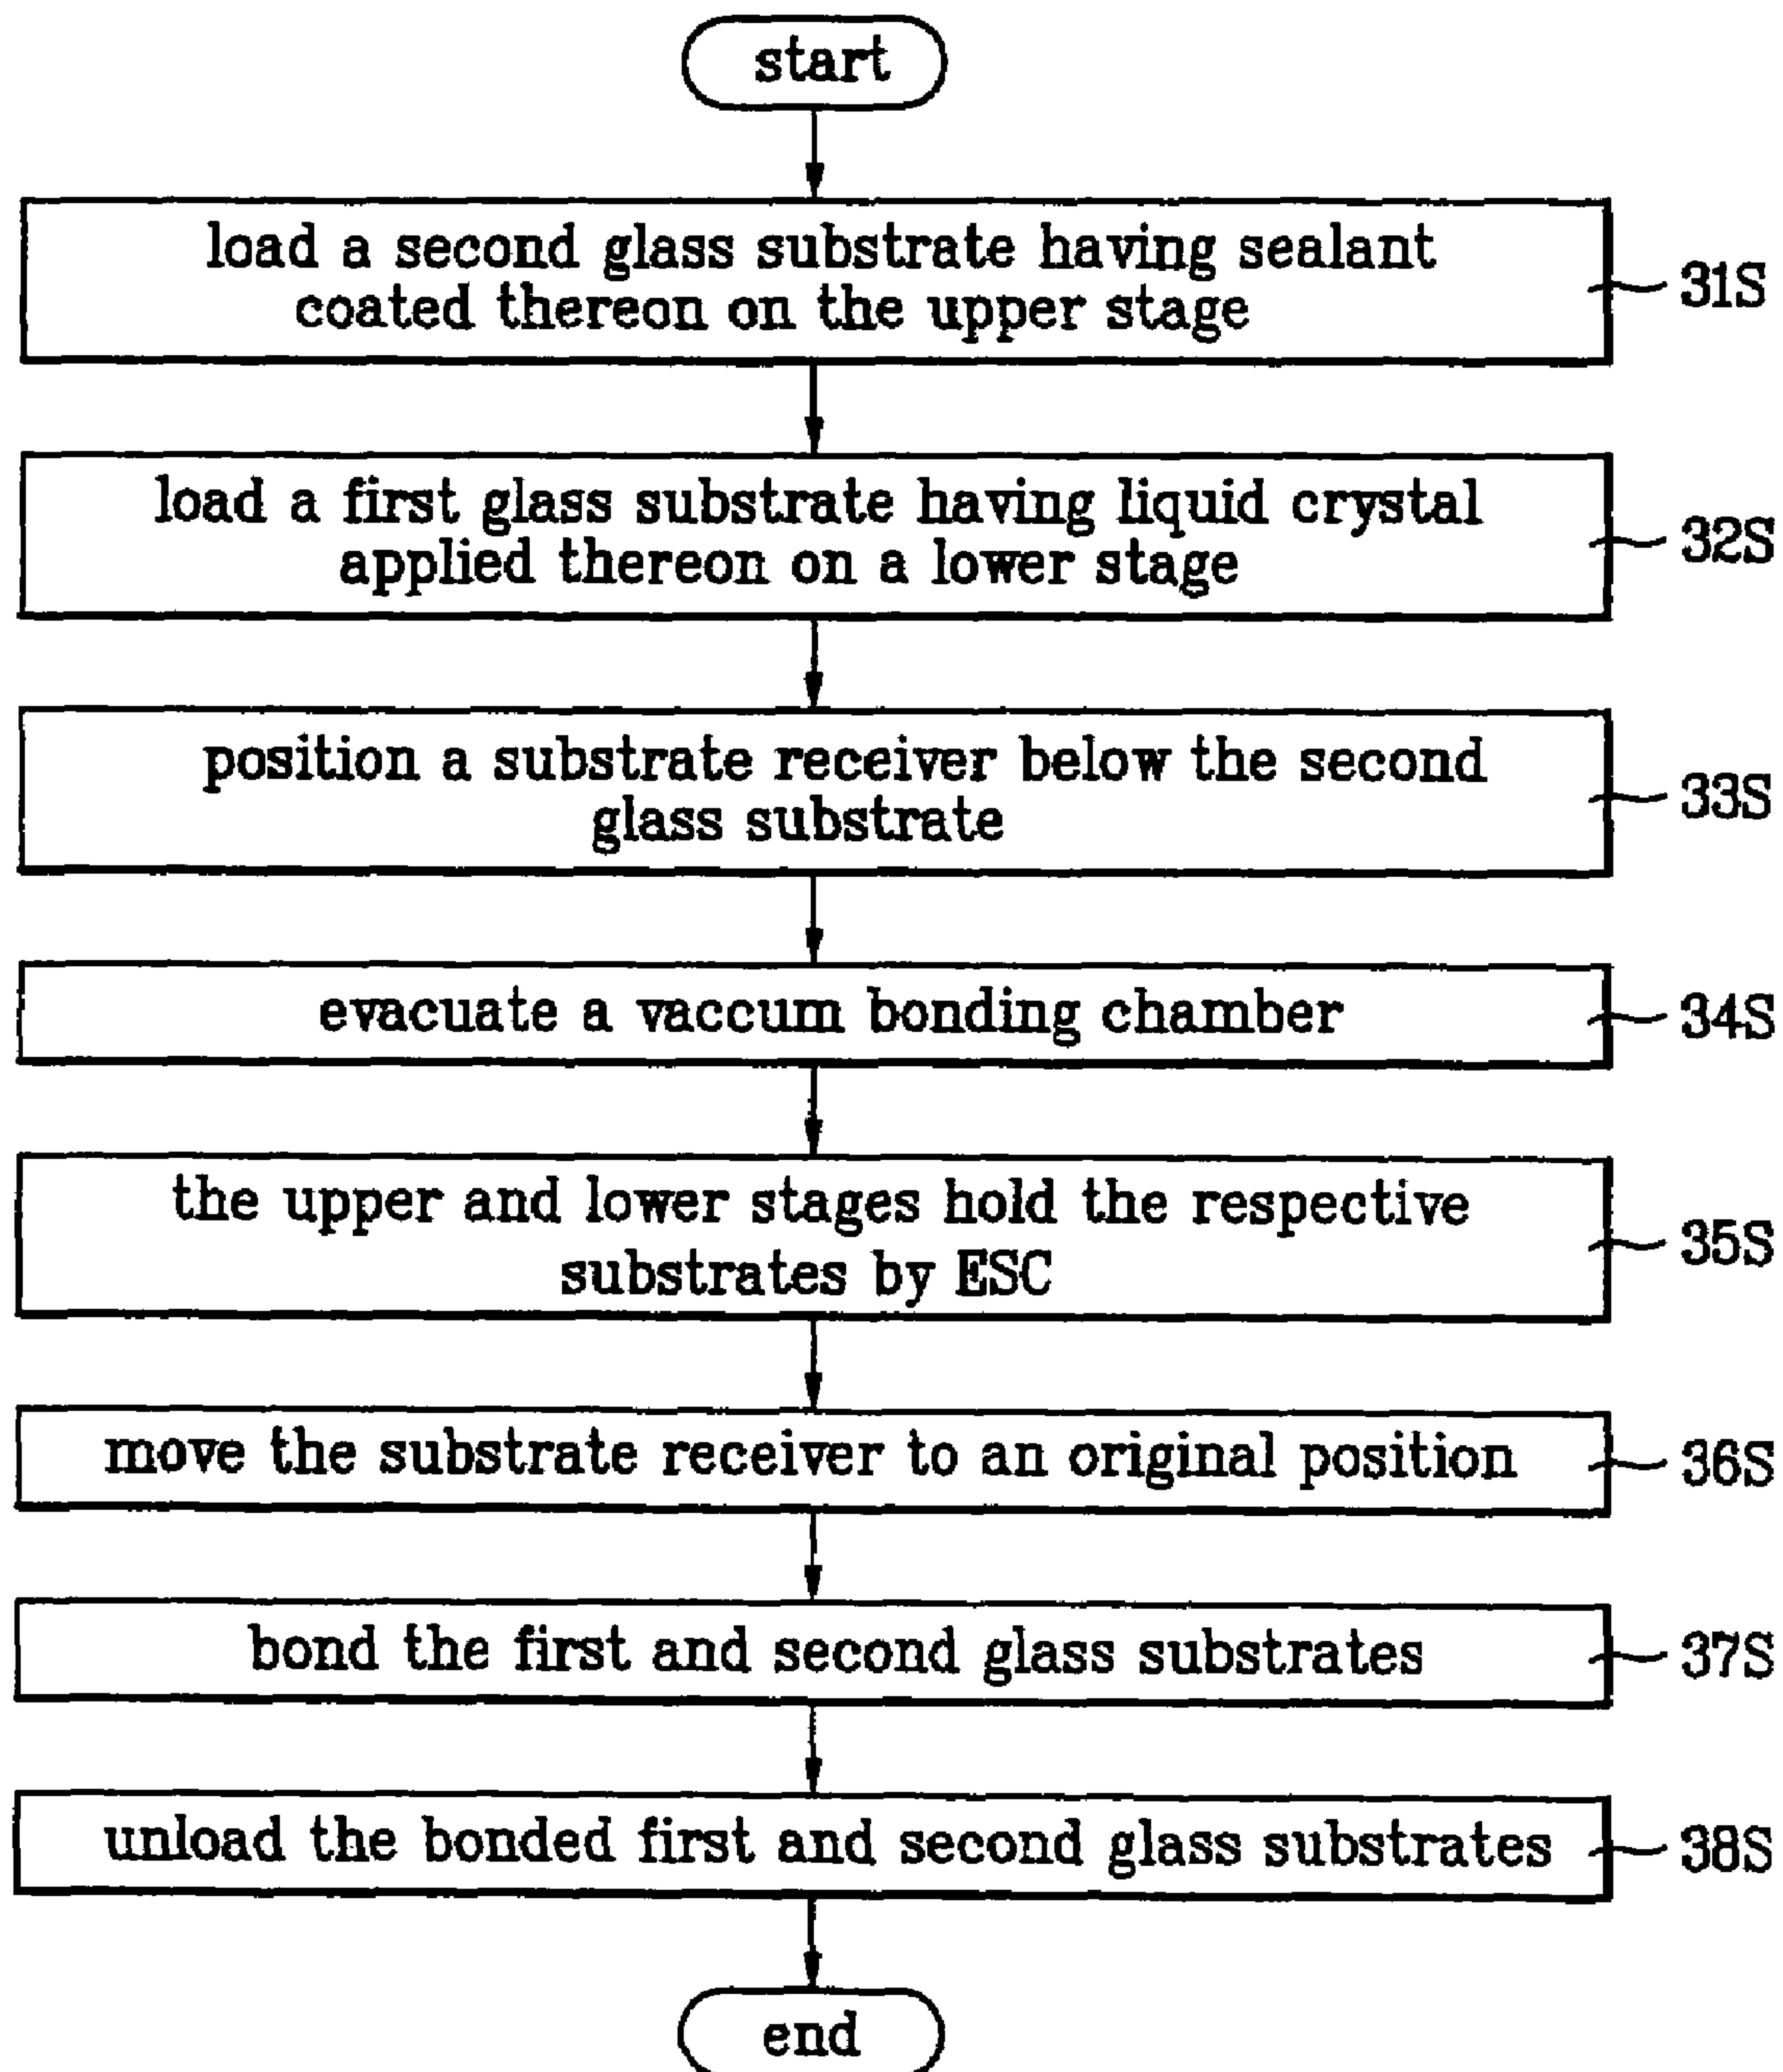 start
load a second glass substrate having sealant
coated thereon on the upper stage
31S
load a first glass substrate having liquid crystal
applied thereon on a lower stage
32S
position a substrate receiver below the second
glass substrate
33S
evacuate a vaccum bonding chamber
34S
the upper and lower stages hold the respective
substrates by ESC
35S
move the substrate receiver to an original position
36S
bond the first and second glass substrates
37S
unload the bonded first and second glass substrates
38S
end